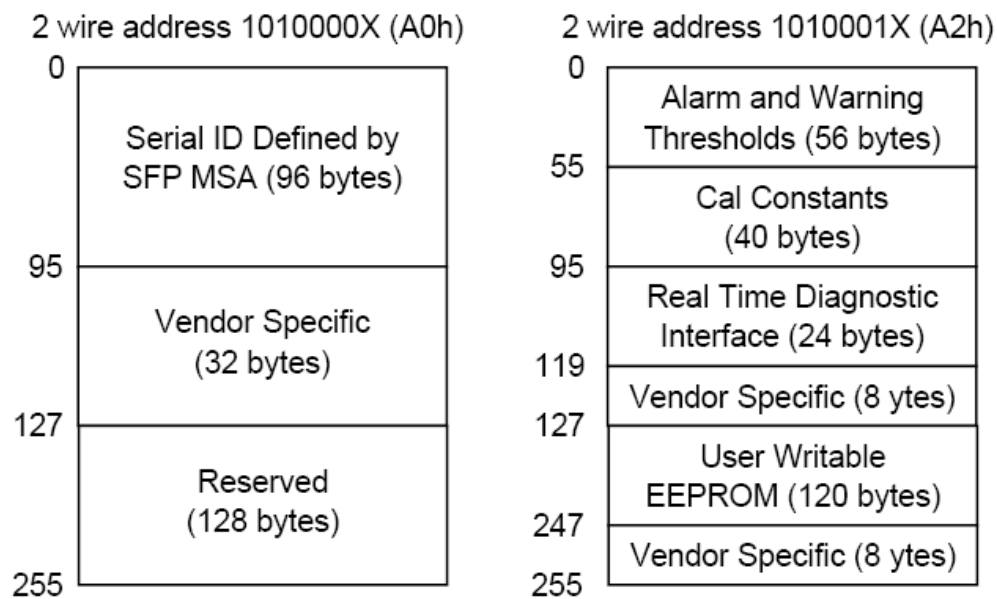 2 wire address 1010000X (A0h)
0
Serial ID Defined by
SFP MSA (96 bytes)
95
Vendor Specific
(32 bytes)
127
Reserved
(128 bytes)
255
2 wire address 1010001X (A2h)
0
Alarm and Warning
Thresholds (56 bytes)
55
Cal Constants
(40 bytes)
95
Real Time Diagnostic
Interface (24 bytes)
119
Vendor Specific (8 ytes)
127
User Writable
EEPROM (120 bytes)
247
Vendor Specific (8 ytes)
255